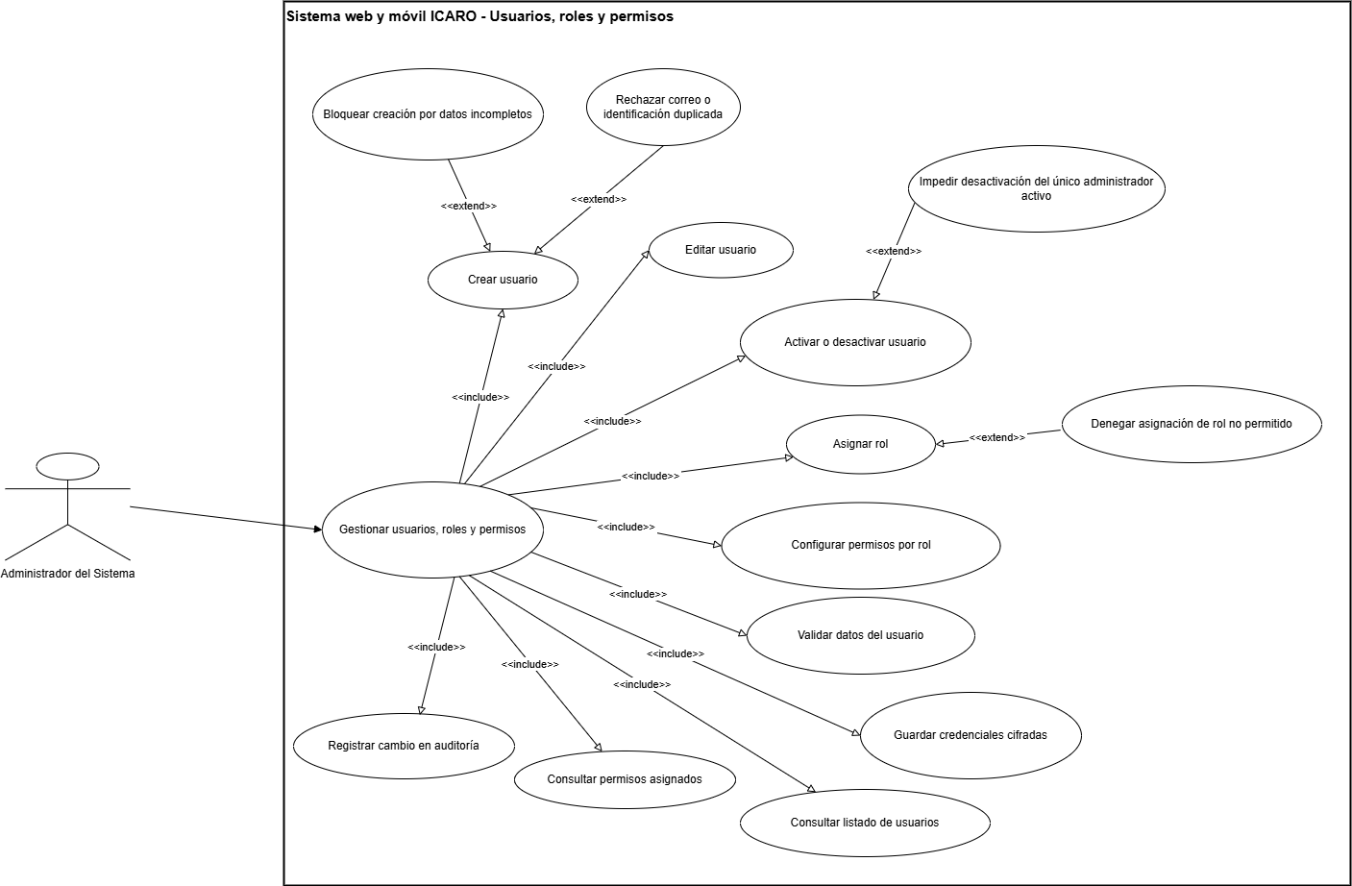 Sistema web y móvil ICARO - Usuarios, roles y permisos
Bloquear creación por datos incompletos
Rechazar correo o
identificación duplicada
Impedir desactivación del único administrador
activo
<<extend>>
<<extend>>
<<extend>>
Editar usuario
Crear usuario
Activar o desactivar usuario
<<include>>
<<include>>
<<include>>
Denegar asignación de rol no permitido
<<extend>>
Asignar rol
<<include>>
Gestionar usuarios, roles y permisos
<<include>>
Configurar permisos por rol
Administrador del Sistema
<<include>>
Validar datos del usuario
<<include>>
<<include>>
<<include>>
<<include>>
Guardar credenciales cifradas
Registrar cambio en auditoría
Consultar permisos asignados
Consultar listado de usuarios